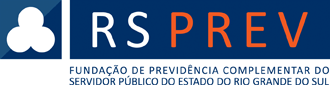 RS PREV
FUNDAÇÃO DE PREVIDÊNCIA COMPLEMENTAR DO
SERVIDOR PÚBLICO DO ESTADO DO RIO GRANDE DO SUL